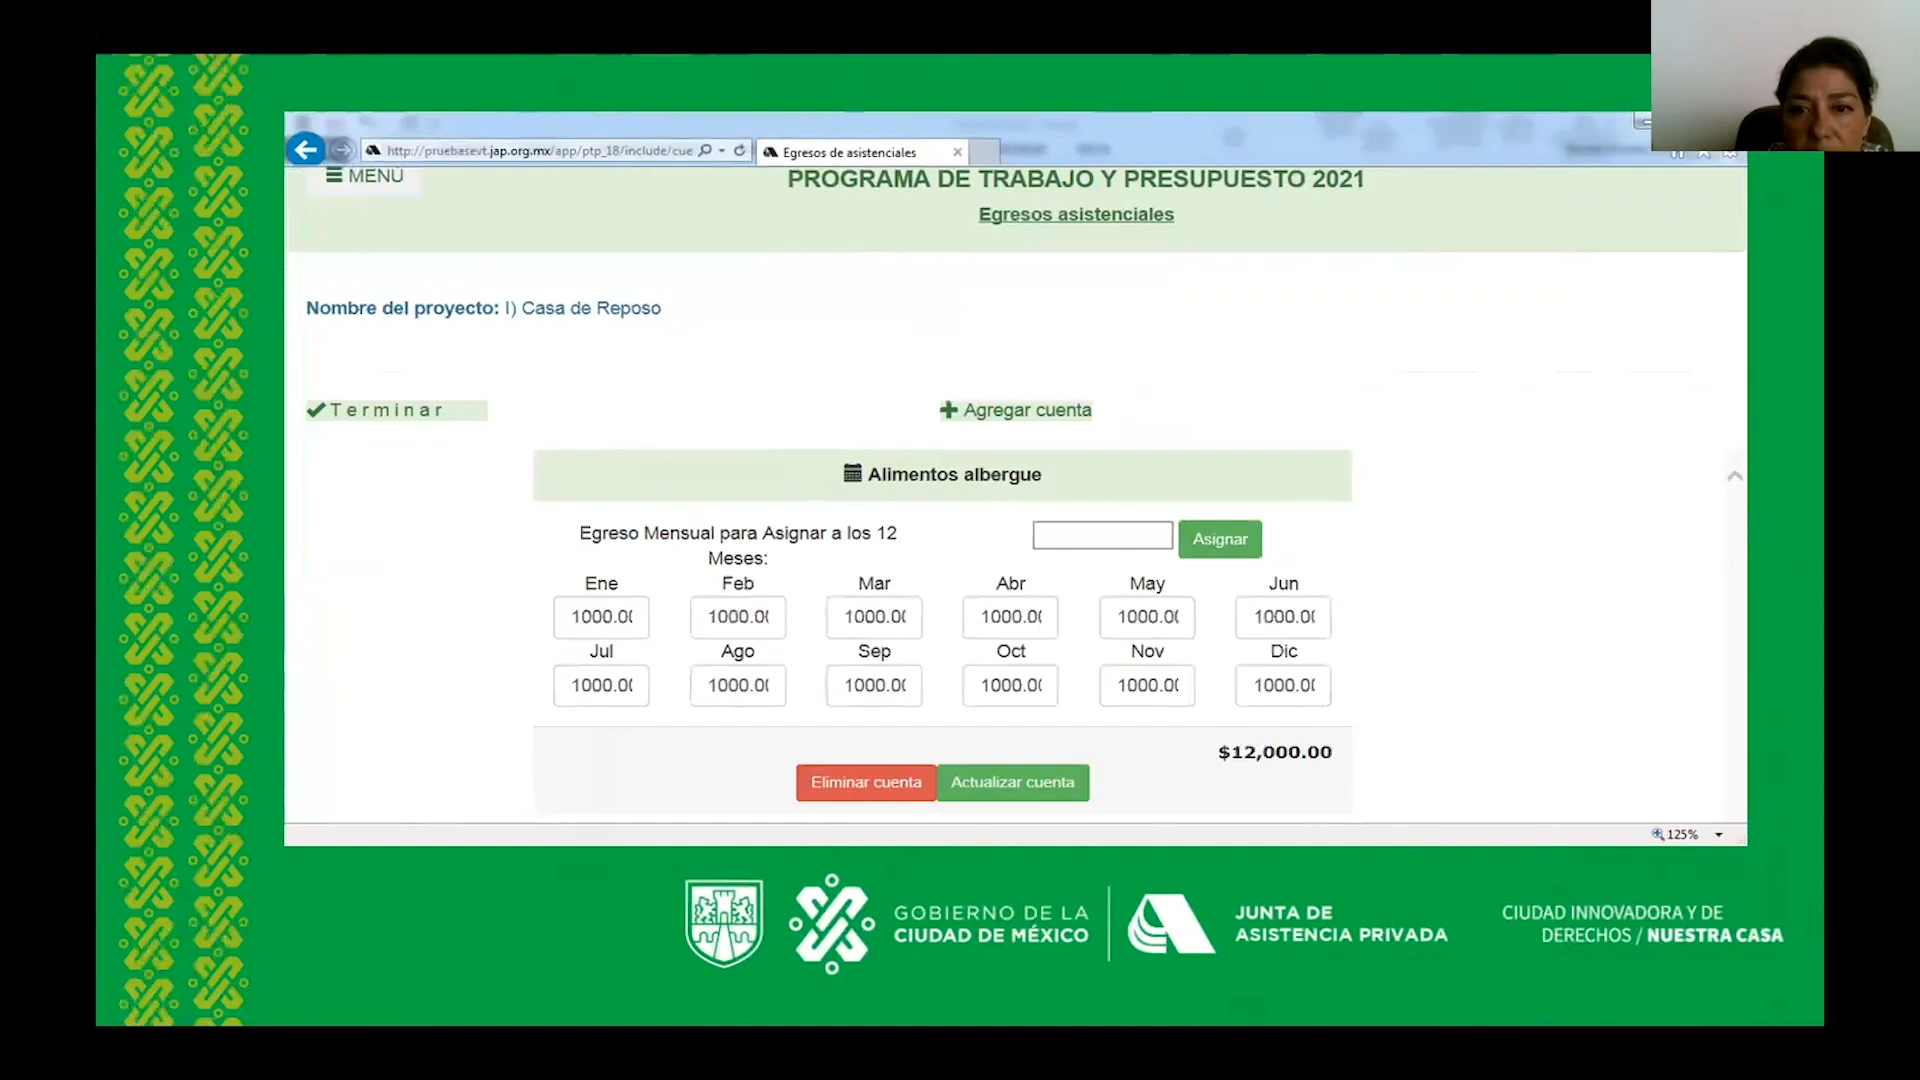 http://pruebasevt.jap.org.mx/app/ptp_18/include/cue
Egresos de asistenciales
MENÚ
PROGRAMA DE TRABAJO Y PRESUPUESTO 2021
Egresos asistenciales
Nombre del proyecto: I) Casa de Reposo
Terminar
Agregar cuenta
Alimentos albergue
Egreso Mensual para Asignar a los 12
Meses:
Asignar
Ene Feb Mar Abr May Jun
1000.0( 1000.0( 1000.0( 1000.0( 1000.0( 1000.0(
Jul Ago Sep Oct Nov Dic
1000.0( 1000.0( 1000.0( 1000.0( 1000.0( 1000.0(
$12,000.00
Eliminar cuenta Actualizar cuenta
125%
GOBIERNO DE LA
CIUDAD DE MÉXICO
JUNTA DE
ASISTENCIA PRIVADA
CIUDAD INNOVADORA Y DE
DERECHOS / NUESTRA CASA